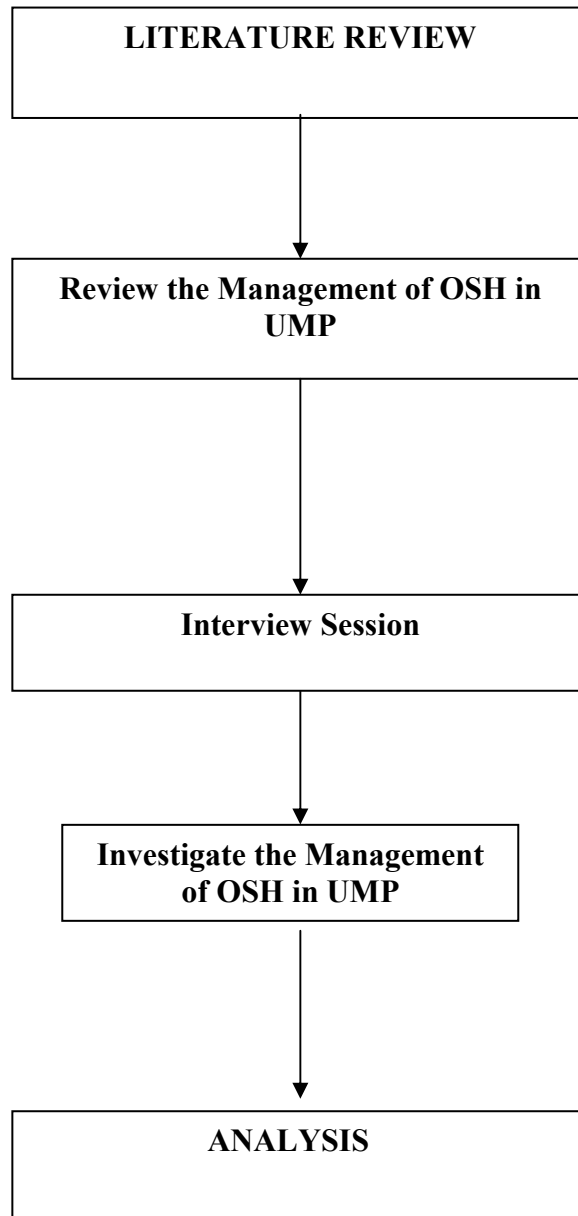 LITERATURE REVIEW
Review the Management of OSH in
UMP
Interview Session
Investigate the Management
of OSH in UMP
ANALYSIS